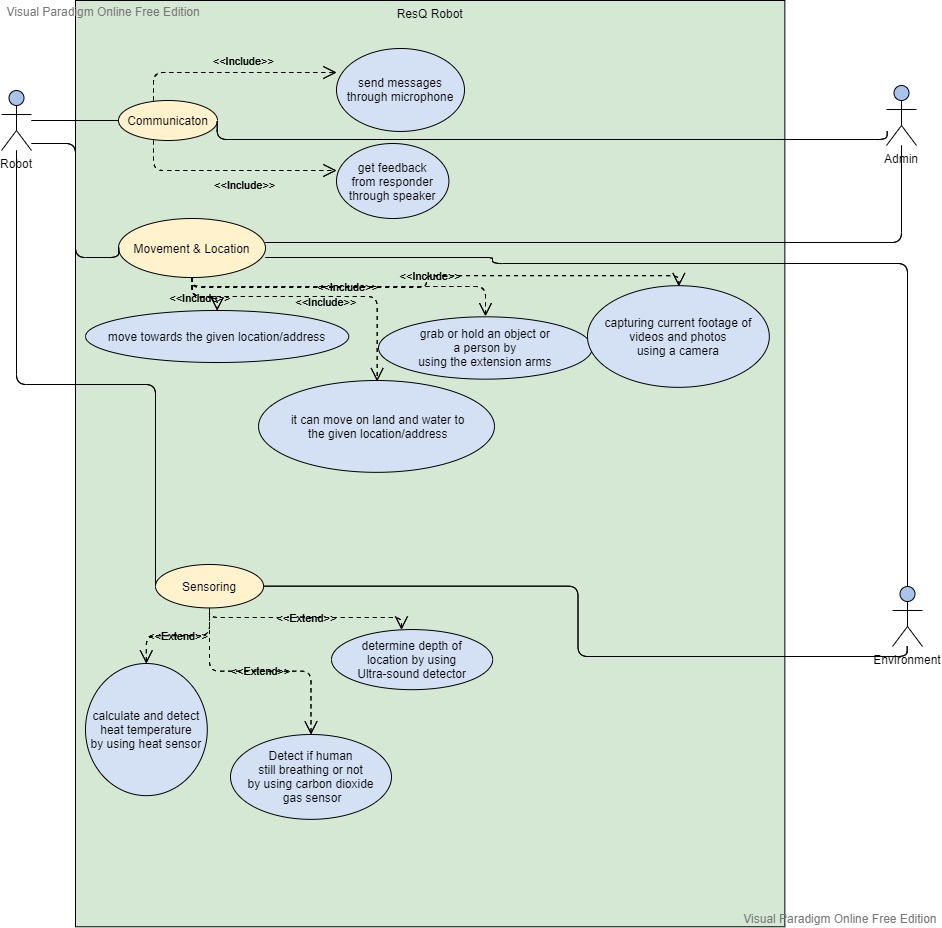 Visual Paradigm Online Free Edition
ResQ Robot
<<Include>>
send messages
through microphone
Communicaton
Robot
Admin
get feedback
from responder
through speaker
<<Include>>
Movement & Location
<<Include>>
<<Include>>
<<Include>>
<<Include>>
move towards the given location/address
grab or hold an object or
a person by
using the extension arms
capturing current footage of
videos and photos
using a camera
it can move on land and water to
the given location/address
Sensoring
<<Extend>>
<<Extend>>
<<Extend>>
determine depth of
location by using
Ultra-sound detector
Environment
calculate and detect
heat temperature
by using heat sensor
Detect if human
still breathing or not
by using carbon dioxide
gas sensor
Visual Paradigm Online Free Edition